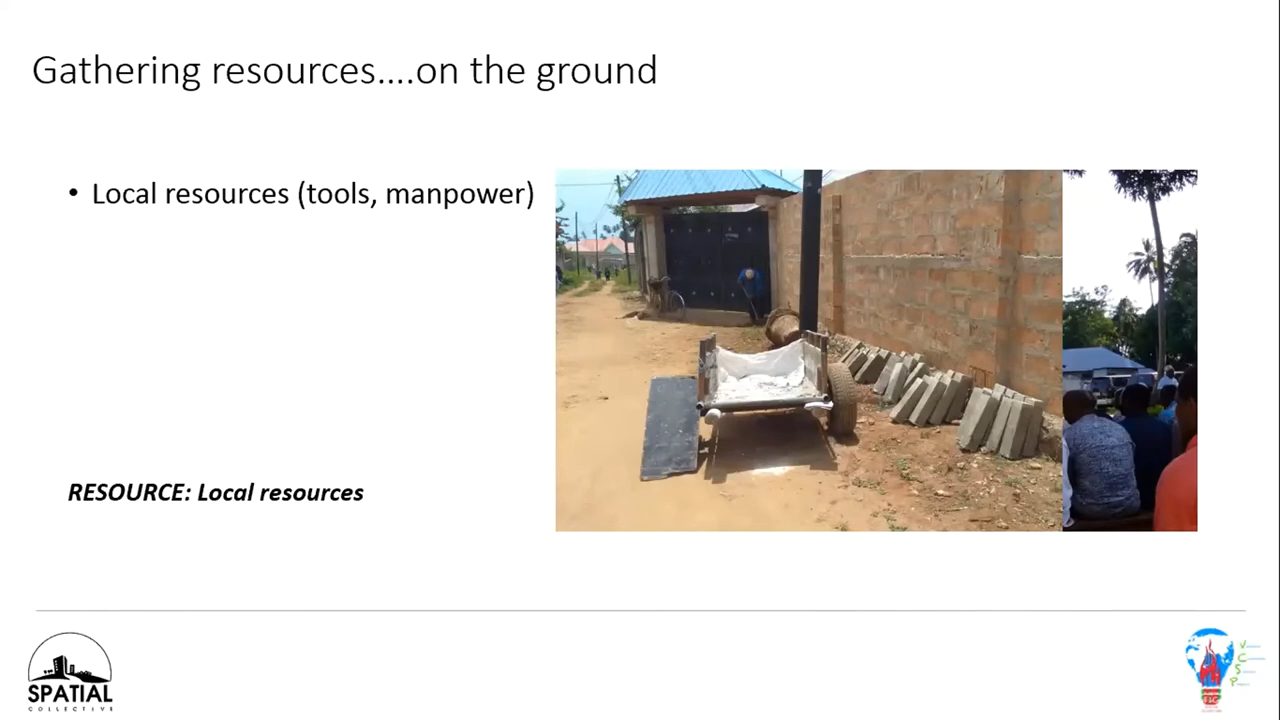 Gathering resources....on the ground
• Local resources (tools, manpower)
RESOURCE: Local resources
SPATIAL
COLLECTIVE
V
C
S
P